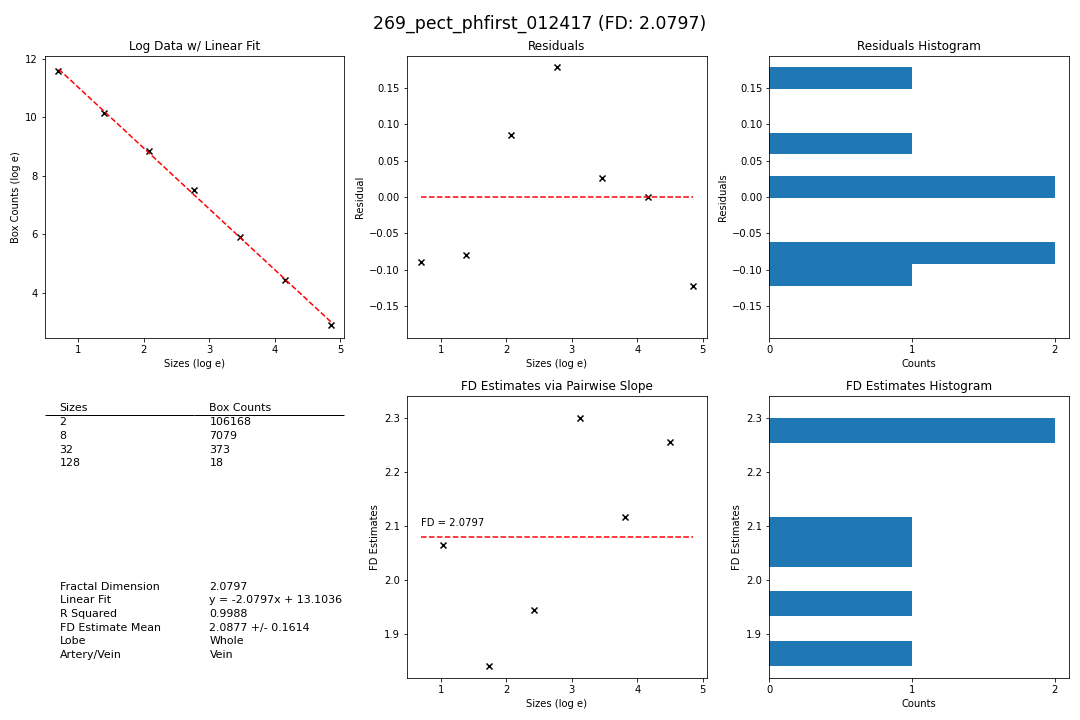 269_pect_phfirst_012417 (FD: 2.0797)
Log Data w/ Linear Fit
Box Counts (log e)
12
10
8
6
4
1 2 3 4 5
Sizes (log e)
Residuals
Residual
0.15
0.10
0.05
0.00
−0.05
−0.10
−0.15
1 2 3 4 5
Sizes (log e)
Residuals Histogram
Residuals
0.15
0.10
0.05
0.00
−0.05
−0.10
−0.15
0 1 2
Counts
Sizes Box Counts
2 106168
8 7079
32 373
128 18
Fractal Dimension 2.0797
Linear Fit y = -2.0797x + 13.1036
R Squared 0.9988
FD Estimate Mean 2.0877 +/- 0.1614
Lobe Whole
Artery/Vein Vein
FD Estimates via Pairwise Slope
FD Estimates
2.3
2.2
2.1
2.0
1.9
FD = 2.0797
1 2 3 4 5
Sizes (log e)
FD Estimates Histogram
FD Estimates
2.3
2.2
2.1
2.0
1.9
0 1 2
Counts